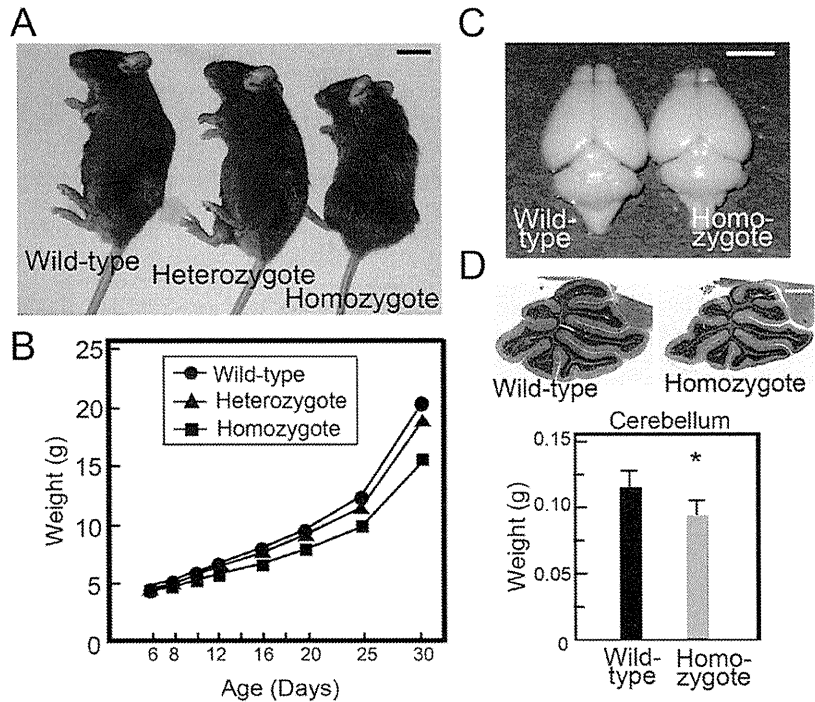 A
Wild-type
Heterozygote
Homozygote
B
Weight (g)
25
20
15
10
5
0
Wild-type
Heterozygote
Homozygote
6 8 10 12 16 20 25 30
Age (Days)
C
Wild-
type
Homo-
zygote
D
Wild-type
Homozygote
Cerebellum
Weight (g)
0.15
0.10
0.05
0
*
Wild-
type
Homo-
zygote